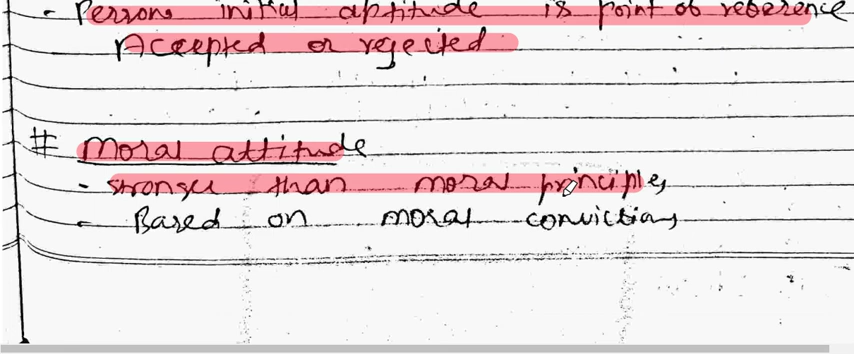 - Persons initial aptitude is point of reference
Accepted or rejected
# Moral attitude
- stronger than moral principles
- Based on moral convictions